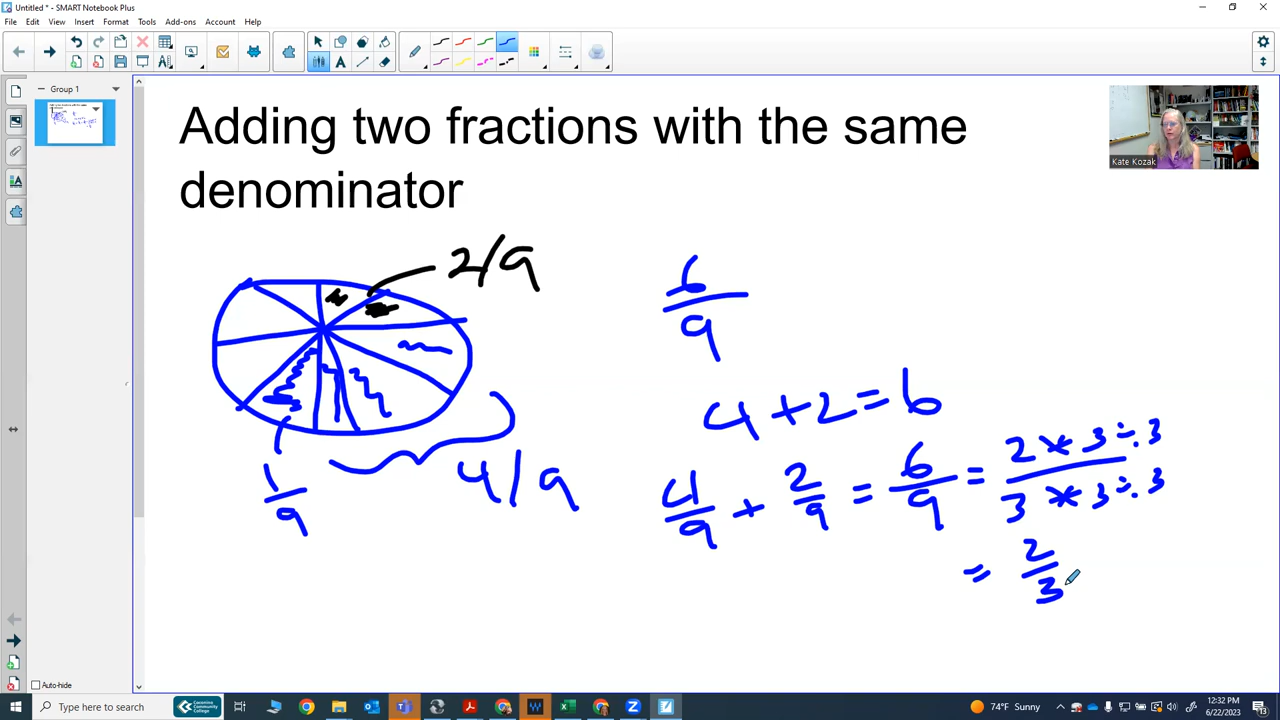 Untitled * - SMART Notebook Plus
File Edit View Insert Format Tools Add-ons Account Help
Group 1
Adding two fractions with the same
denominator
Kate Kozak
2/9
6/9
4+2=6
4/9 + 2/9 = 6/9 = 2*3÷3/3*3÷3
1/9
4/9
= 2/3
Auto-hide
Type here to search
74°F Sunny
12:32 PM
6/22/2023